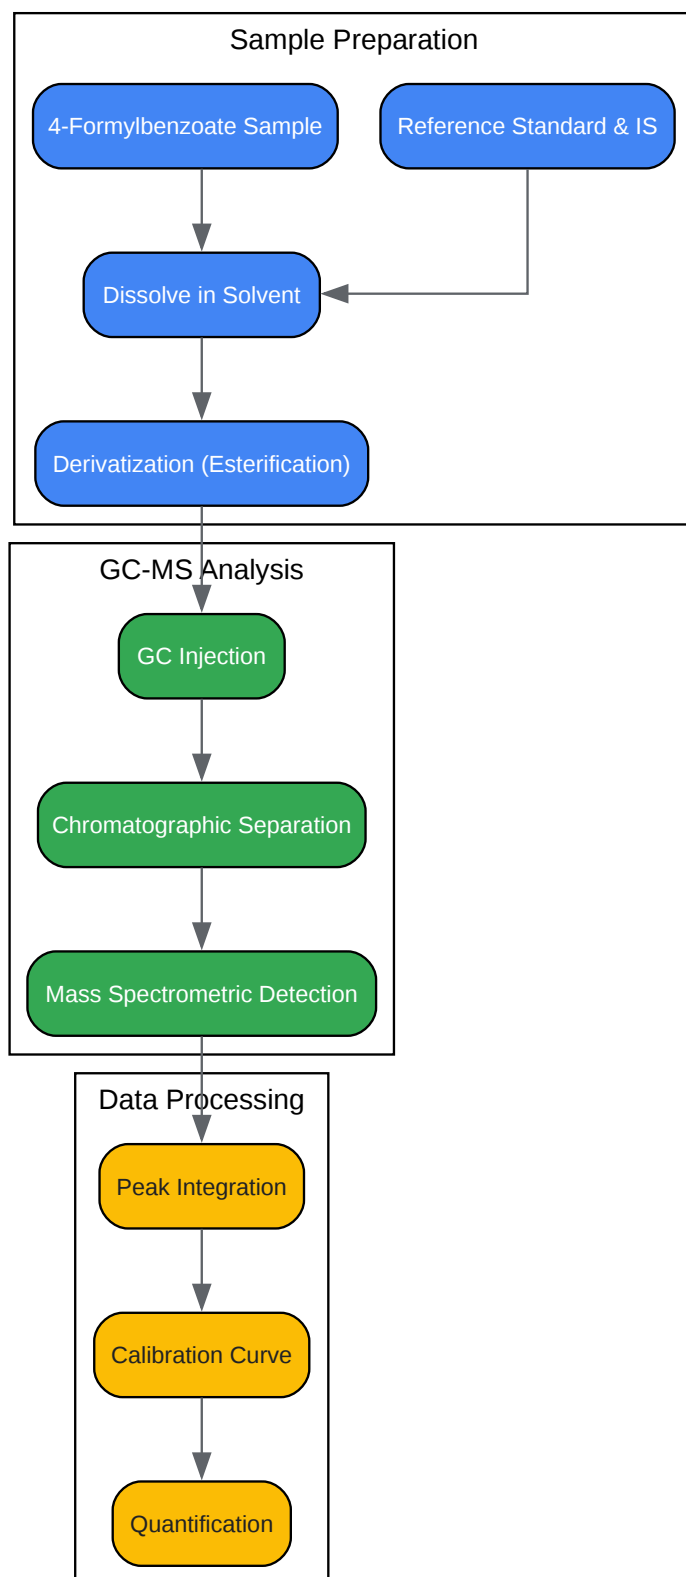 Sample Preparation
4-Formylbenzoate Sample
Reference Standard & IS
Dissolve in Solvent
Derivatization (Esterification)
GC-MS Analysis
GC Injection
Chromatographic Separation
Mass Spectrometric Detection
Data Processing
Peak Integration
Calibration Curve
Quantification